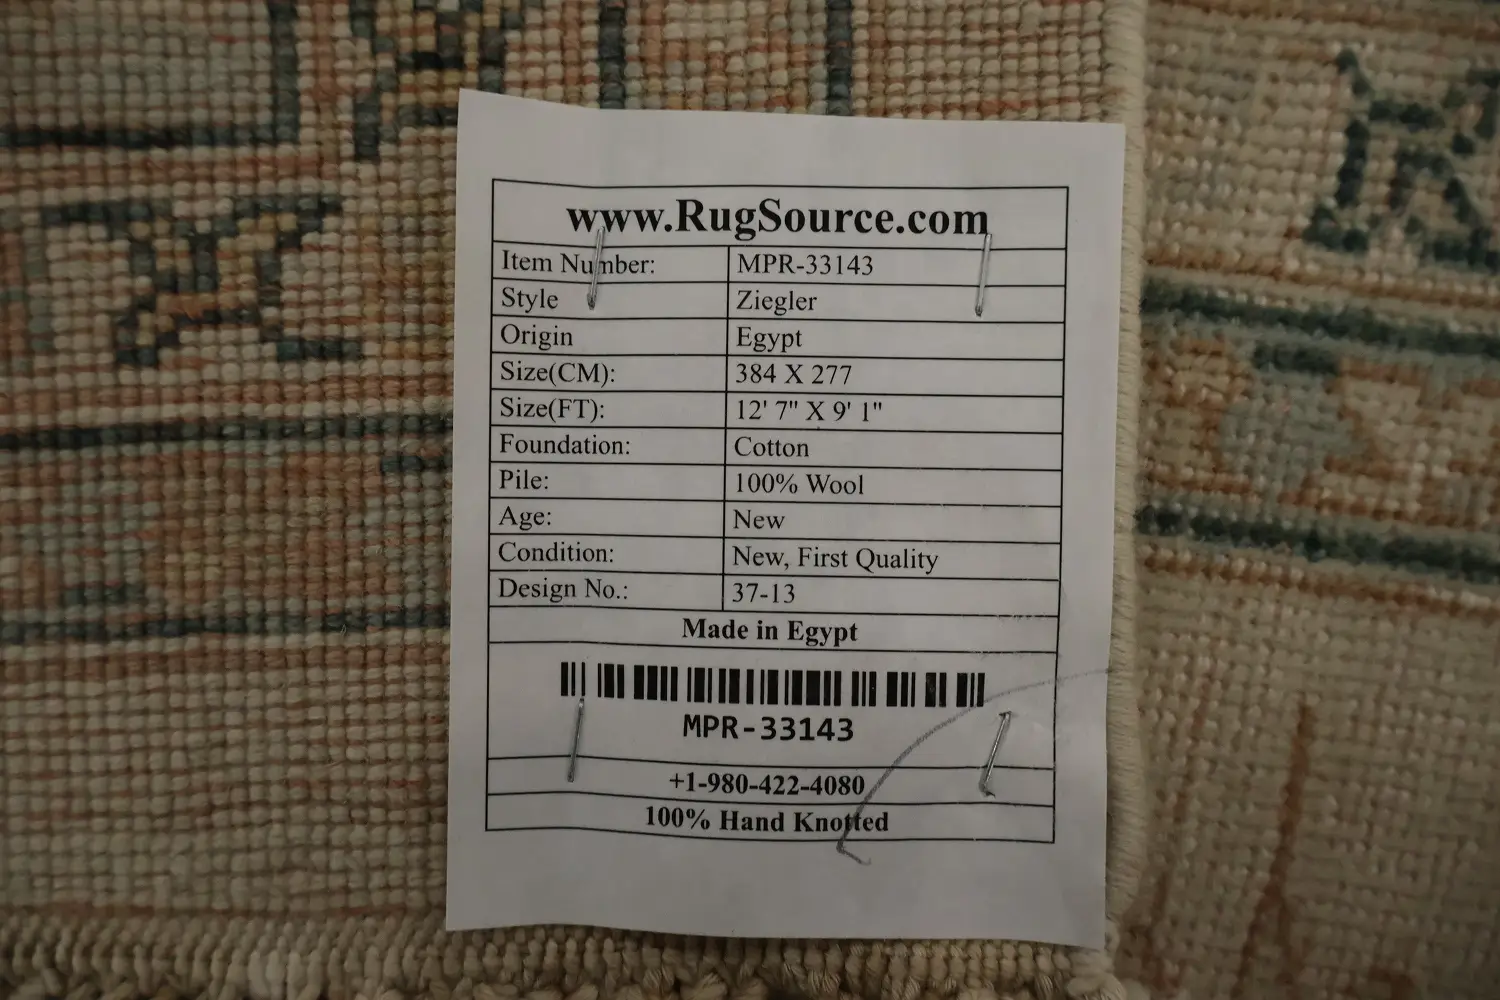 www.RugSource.com
Item Number: MPR-33143
Style Ziegler
Origin Egypt
Size(CM): 384 X 277
Size(FT): 12' 7" X 9' 1"
Foundation: Cotton
Pile: 100% Wool
Age: New
Condition: New, First Quality
Design No.: 37-13
Made in Egypt
MPR-33143
+1-980-422-4080
100% Hand Knotted